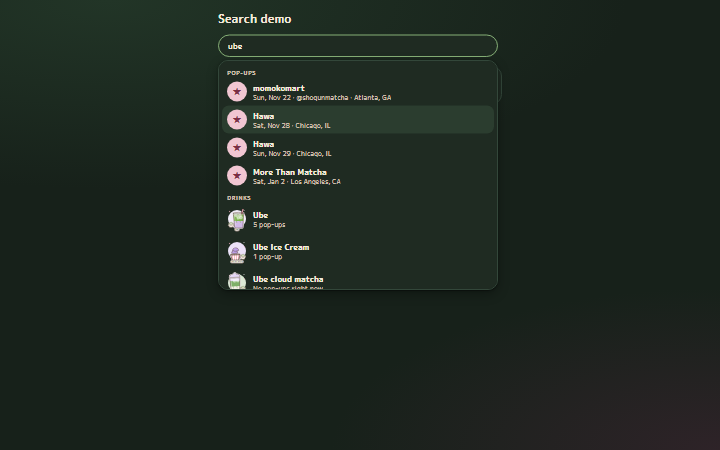 Search demo
ube
POP-UPS
momokomart
Sun, Nov 22 · @shogunmatcha · Atlanta, GA
Hawa
Sat, Nov 28 · Chicago, IL
Hawa
Sun, Nov 29 · Chicago, IL
More Than Matcha
Sat, Jan 2 · Los Angeles, CA
DRINKS
Ube
5 pop-ups
Ube Ice Cream
1 pop-up
Ube cloud matcha
No pop-ups right now